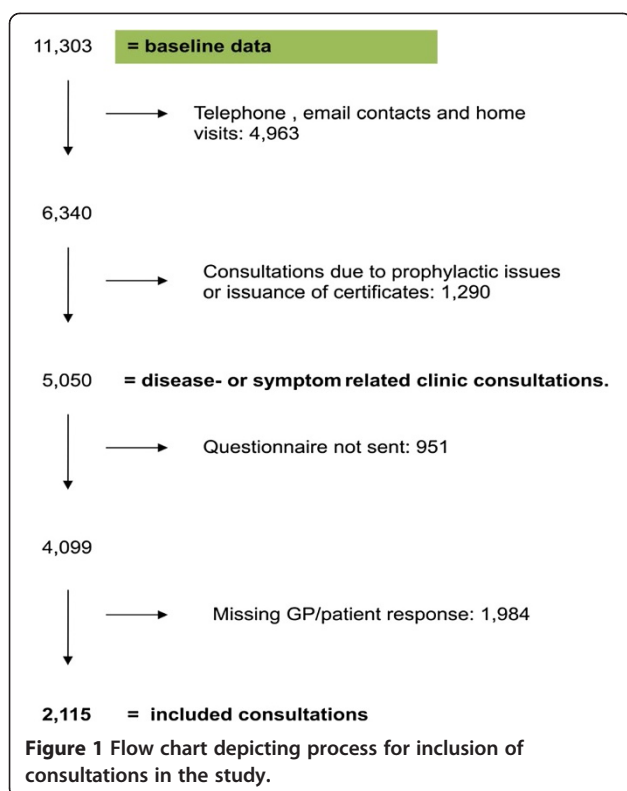 11,303 = baseline data
Telephone , email contacts and home
visits: 4,963
6,340
Consultations due to prophylactic issues
or issuance of certificates: 1,290
5,050 = disease- or symptom related clinic consultations.
Questionnaire not sent: 951
4,099
Missing GP/patient response: 1,984
2,115 = included consultations
Figure 1 Flow chart depicting process for inclusion of
consultations in the study.